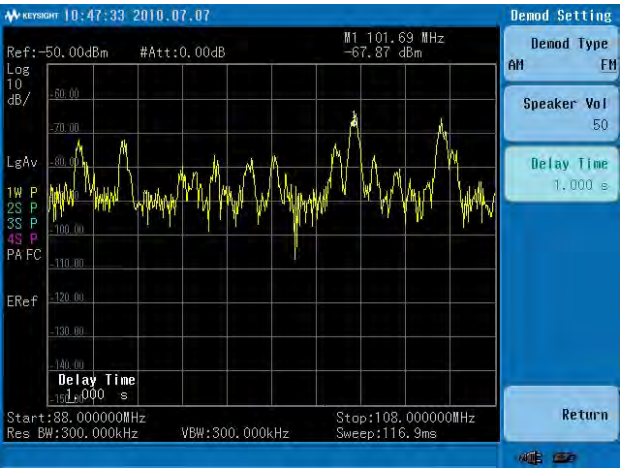 KEYSIGHT 10:47:33 2010.07.07
Demod Setting
Ref:-50.00dBm #Att:0.00dB
M1 101.69 MHz
-67.87 dBm
Log
10
dB/
LgAv
1W P
2S P
3S P
4S P
PA FC
ERef
-60.00
-70.00
-80.00
-100.00
-110.00
-120.00
-130.00
-140.00
-150.00
Delay Time
1.000 s
Start:88.000000MHz
Stop:108.000000MHz
Res BW:300.000kHz VBW:300.000kHz Sweep:116.9ms
Demod Type
AM FM
Speaker Vol
50
Delay Time
1.000 s
Return